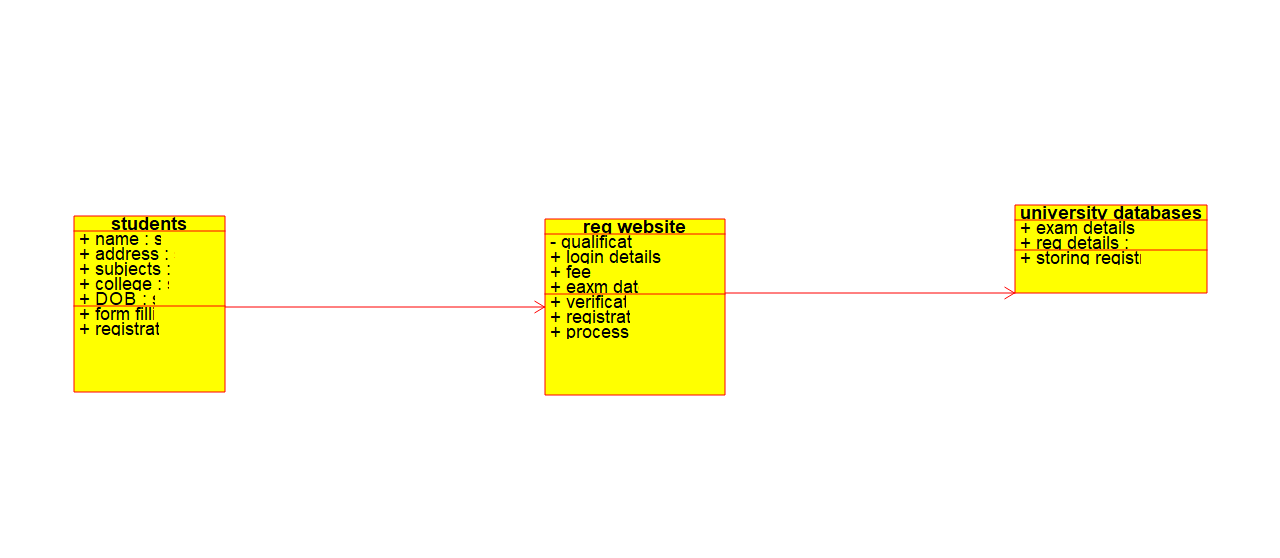 students
+ name : s
+ address :
+ subjects :
+ college :
+ DOB :
+ form filli
+ registrat
reg website
- qualificat
+ login details
+ fee
+ eaxm dat
+ verificat
+ registrat
+ process
university databases
+ exam details
+ reg details :
+ storing regist